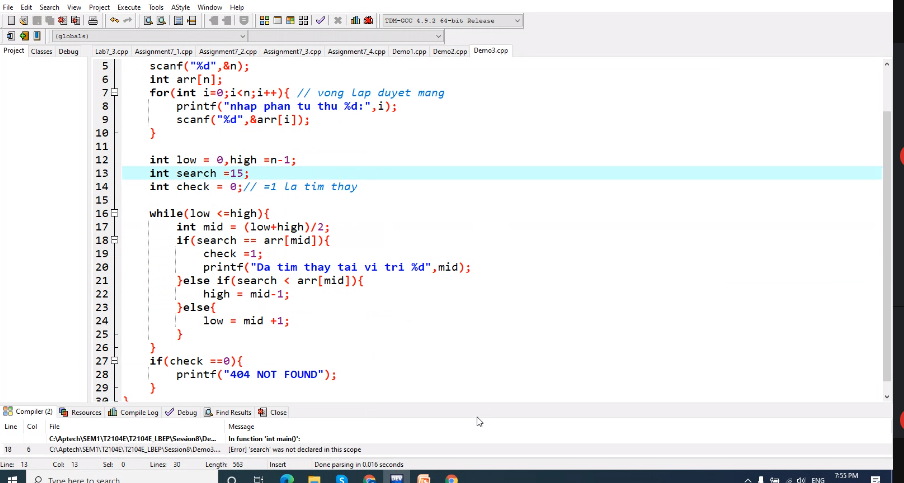 File Edit Search View Project Execute Tools AStyle Window Help
TDM-GCC 4.9.2 64-bit Release
(globals)
Project Classes Debug
Lab7_3.cpp Assignment7_1.cpp Assignment7_2.cpp Assignment7_3.cpp Assignment7_4.cpp Demo1.cpp Demo2.cpp Demo3.cpp
5 scanf("%d",&n);
6 int arr[n];
7 for(int i=0;i<n;i++){ // vong lap duyet mang
8 printf("nhap phan tu thu %d:",i);
9 scanf("%d",&arr[i]);
10 }
11
12 int low = 0,high =n-1;
13 int search =15;
14 int check = 0;// =1 la tim thay
15
16 while(low <=high){
17 int mid = (low+high)/2;
18 if(search == arr[mid]){
19 check =1;
20 printf("Da tim thay tai vi tri %d",mid);
21 }else if(search < arr[mid]){
22 high = mid-1;
23 }else{
24 low = mid +1;
25 }
26 }
27 if(check ==0){
28 printf("404 NOT FOUND");
29 }
30 }
Compiler (2) Resources Compile Log Debug Find Results Close
Line Col File Message
C:\Aptech\SEM1\T2104E\T2104E_LBEP\Session8\De... In function 'int main()':
18 6 C:\Aptech\SEM1\T2104E\T2104E_LBEP\Session8\Demo3... [Error] 'search' was not declared in this scope
Line: 13 Col: 13 Sel: 0 Lines: 30 Length: 563 Insert Done parsing in 0.016 seconds
Type here to search
7:55 PM